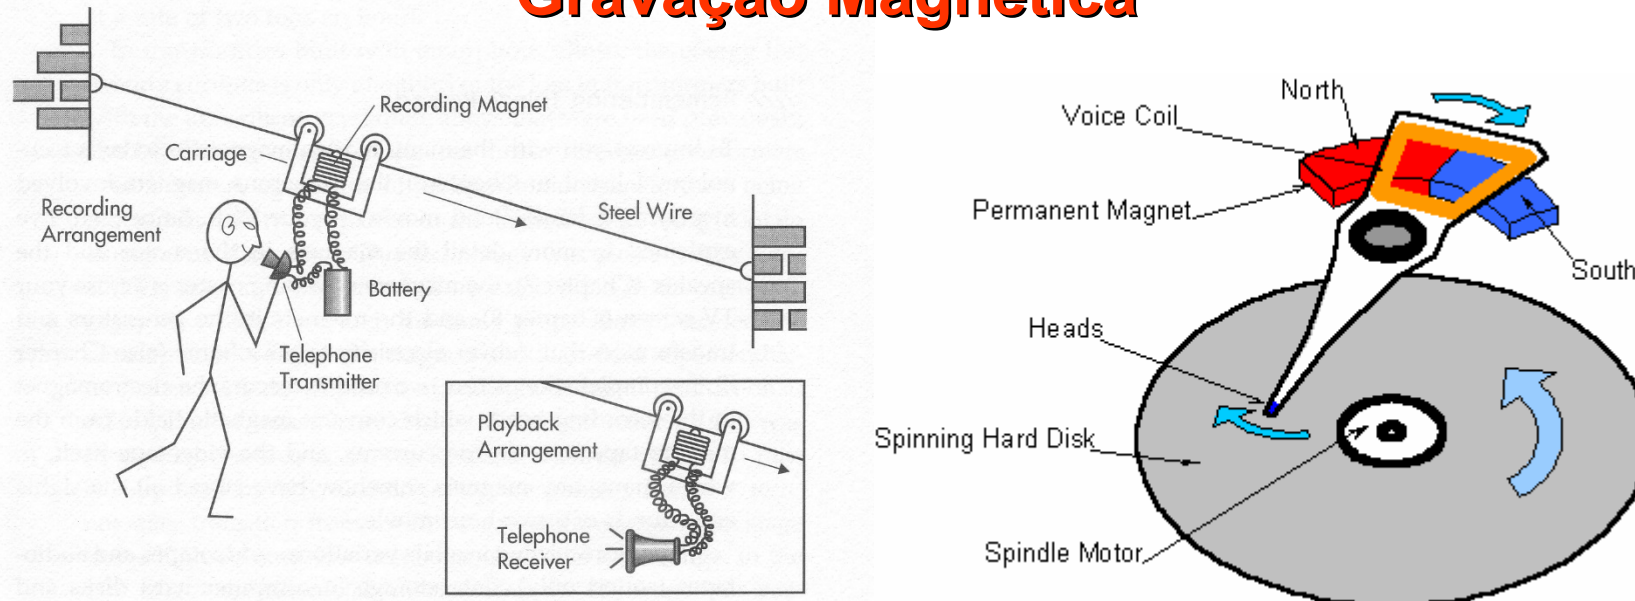 Gravação Magnética
Recording Magnet
Carriage
Recording
Arrangement
Steel Wire
Battery
Telephone
Transmitter
Playback
Arrangement
Telephone
Receiver
North
Voice Coil
Permanent Magnet
South
Heads
Spinning Hard Disk
Spindle Motor